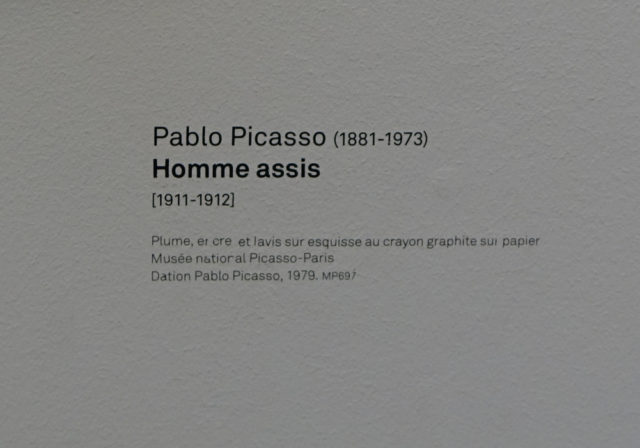 Pablo Picasso (1881-1973)
Homme assis
[1911-1912]
Plume, encre et lavis sur esquisse au crayon graphite sur papier
Musée national Picasso-Paris
Dation Pablo Picasso, 1979. MP697